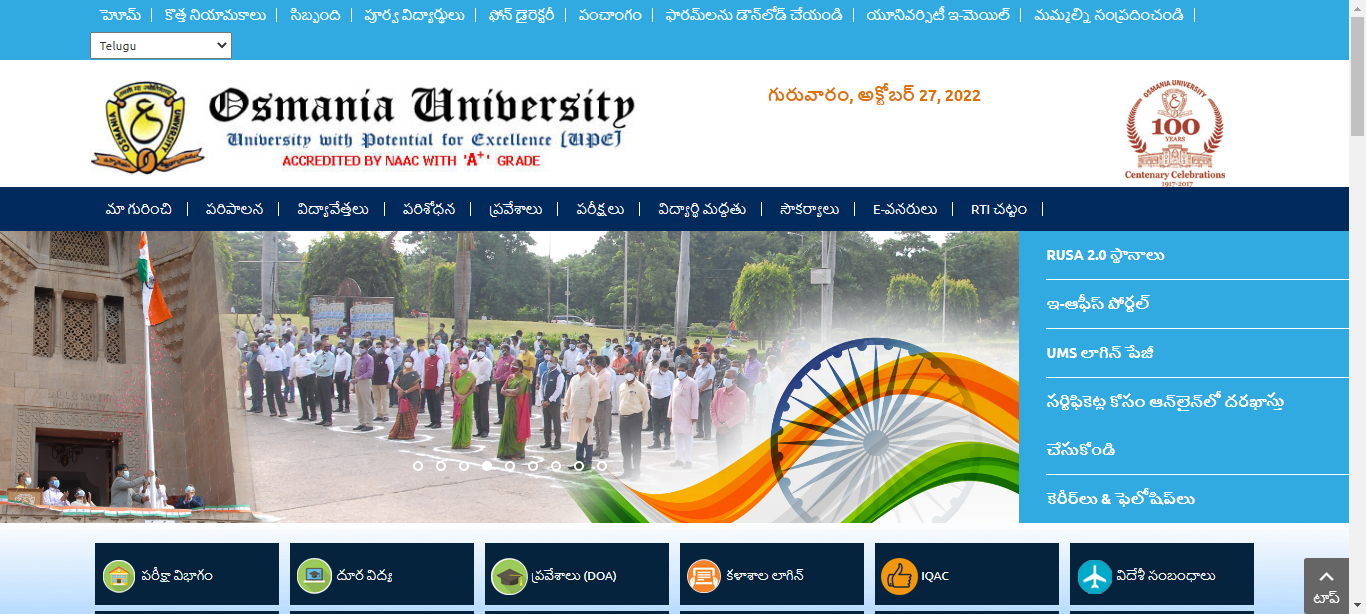 హోమ్ కొత్త నియామకాలు సిబ్బంది పూర్వ విద్యార్థులు ఫోన్ డైరెక్టరీ పంచాంగం ఫారమ్‌లను డౌన్‌లోడ్ చేయండి యూనివర్సిటీ ఇ-మెయిల్ మమ్మల్ని సంప్రదించండి
Telugu
Osmania University
University with Potential for Excellence [UPE]
ACCREDITED BY NAAC WITH 'A+' GRADE
గురువారం, అక్టోబర్ 27, 2022
OSMANIA UNIVERSITY
100
YEARS
Centenary Celebrations
1917-2017
మా గురించి పరిపాలన విద్యావేత్తలు పరిశోధన ప్రవేశాలు పరీక్షలు విద్యార్థి మద్దతు సౌకర్యాలు E-వనరులు RTI చట్టం
RUSA 2.0 స్థానాలు
ఇ-ఆఫీస్ పోర్టల్
UMS లాగిన్ పేజీ
సర్టిఫికెట్ల కోసం ఆన్‌లైన్‌లో దరఖాస్తు
చేసుకోండి
కెరీర్‌లు & ఫెలోషిప్‌లు
పరీక్షా విభాగం దూర విద్య ప్రవేశాలు (DOA) కళాశాల లాగిన్ IQAC విదేశీ సంబంధాలు
టాప్